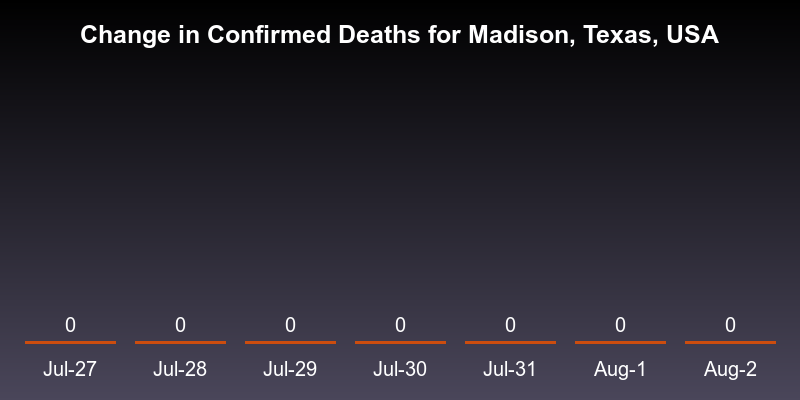 Change in Confirmed Deaths for Madison, Texas, USA
0 0 0 0 0 0 0
Jul-27 Jul-28 Jul-29 Jul-30 Jul-31 Aug-1 Aug-2